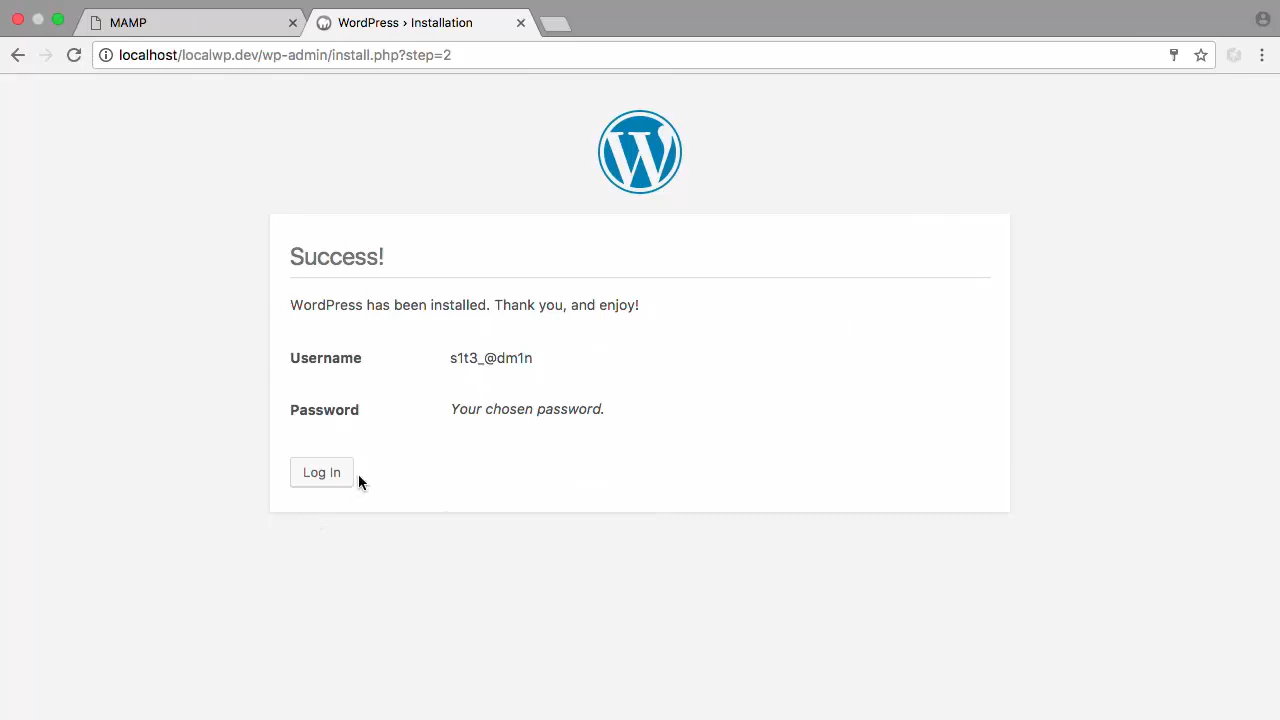 MAMP
WordPress › Installation
localhost/localwp.dev/wp-admin/install.php?step=2
Success!
WordPress has been installed. Thank you, and enjoy!
Username s1t3_@dm1n
Password Your chosen password.
Log In